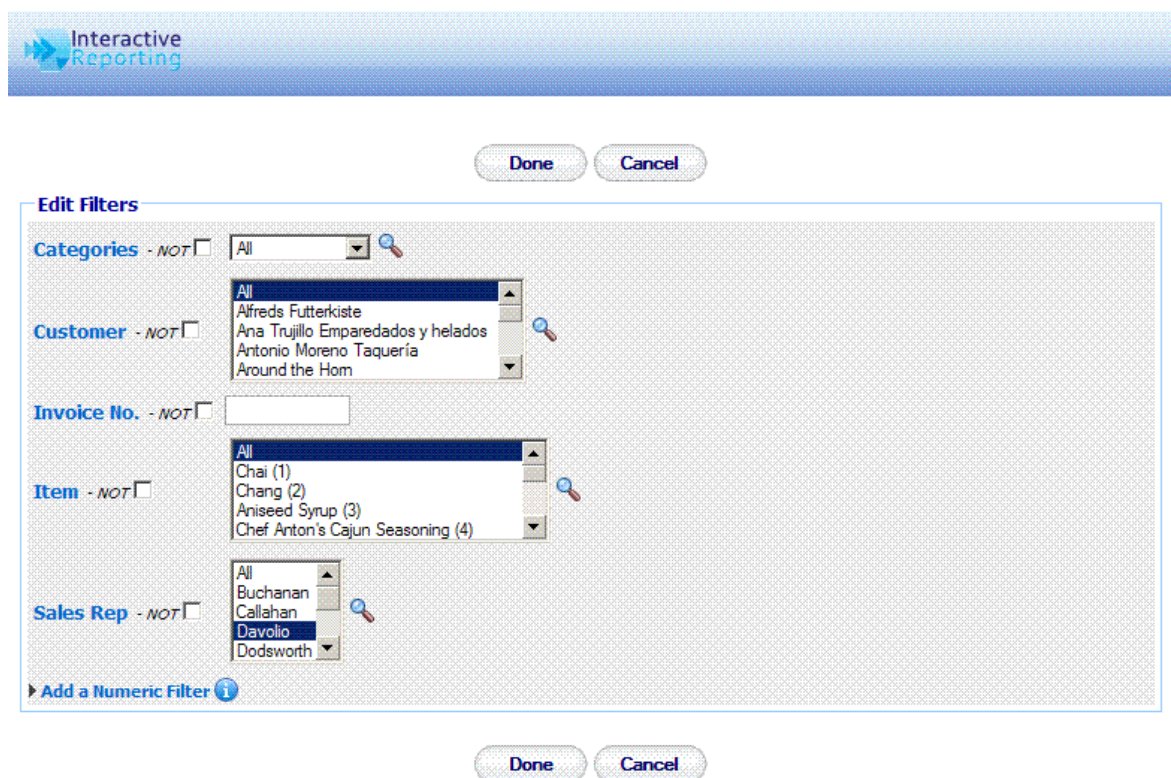 Interactive
Reporting
Done Cancel
Edit Filters
Categories - NOT All
All
Alfreds Futterkiste
Customer - NOT Ana Trujillo Emparedados y helados
Antonio Moreno Taquería
Around the Horn
Invoice No. - NOT
All
Chai (1)
Item - NOT Chang (2)
Aniseed Syrup (3)
Chef Anton's Cajun Seasoning (4)
All
Buchanan
Sales Rep - NOT Callahan
Davolio
Dodsworth
Add a Numeric Filter i
Done Cancel